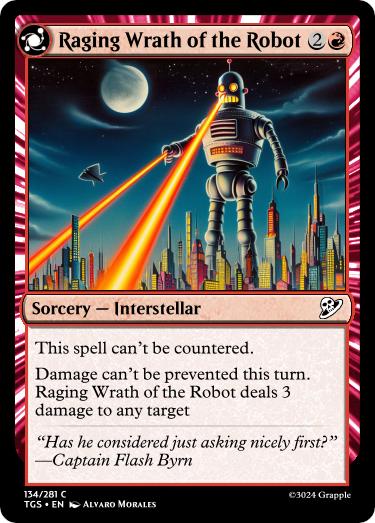 Raging Wrath of the Robot 2
Sorcery — Interstellar
This spell can't be countered.
Damage can't be prevented this turn.
Raging Wrath of the Robot deals 3
damage to any target
“Has he considered just asking nicely first?”
—Captain Flash Byrn
134/281 C
TGS • EN Alvaro Morales
©3024 Grapple